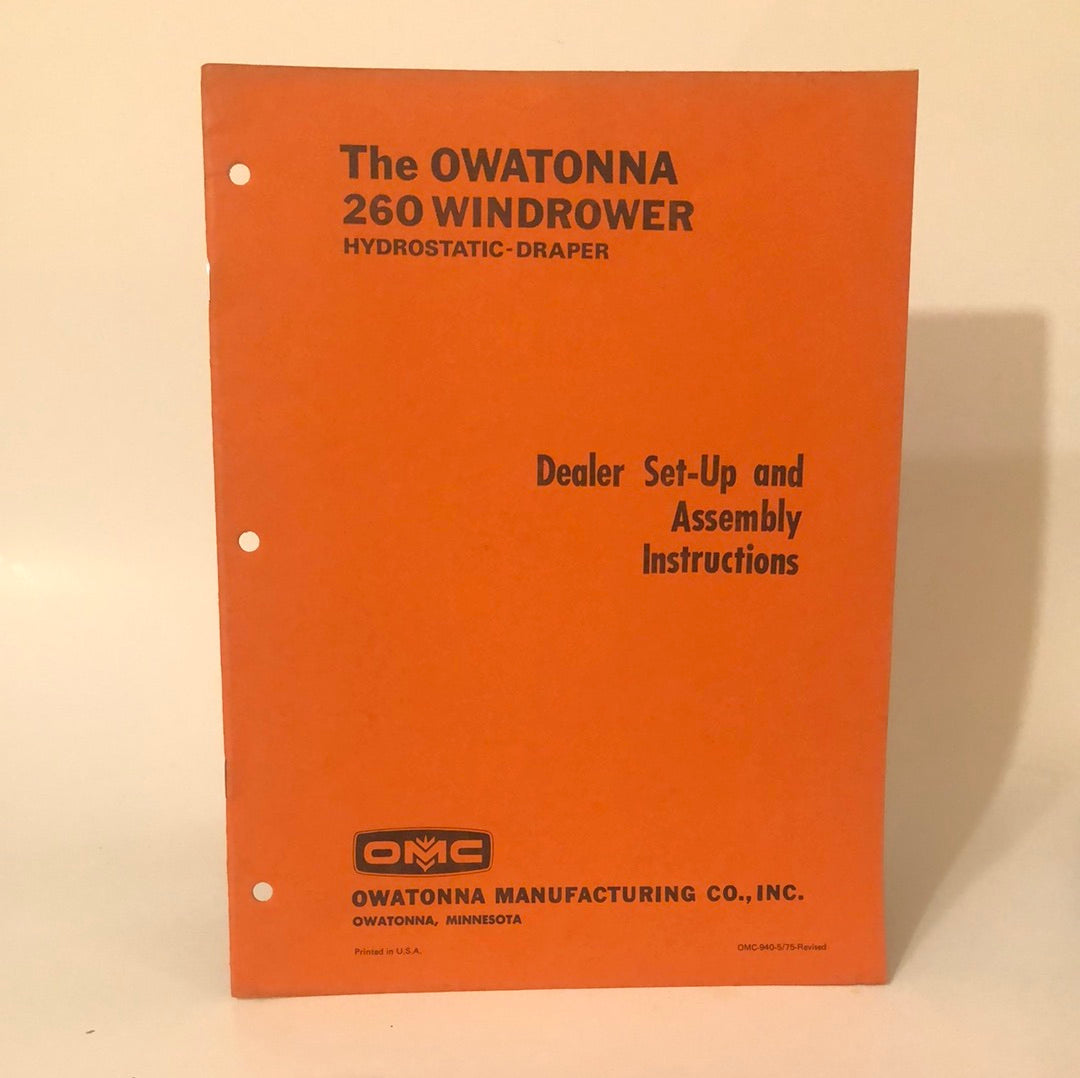 The OWATONNA
260 WINDROWER
HYDROSTATIC-DRAPER
Dealer Set-Up and
Assembly
Instructions
OMC
OWATONNA MANUFACTURING CO., INC.
OWATONNA, MINNESOTA
Printed in U.S.A.
OMC-940-5/75-Revised